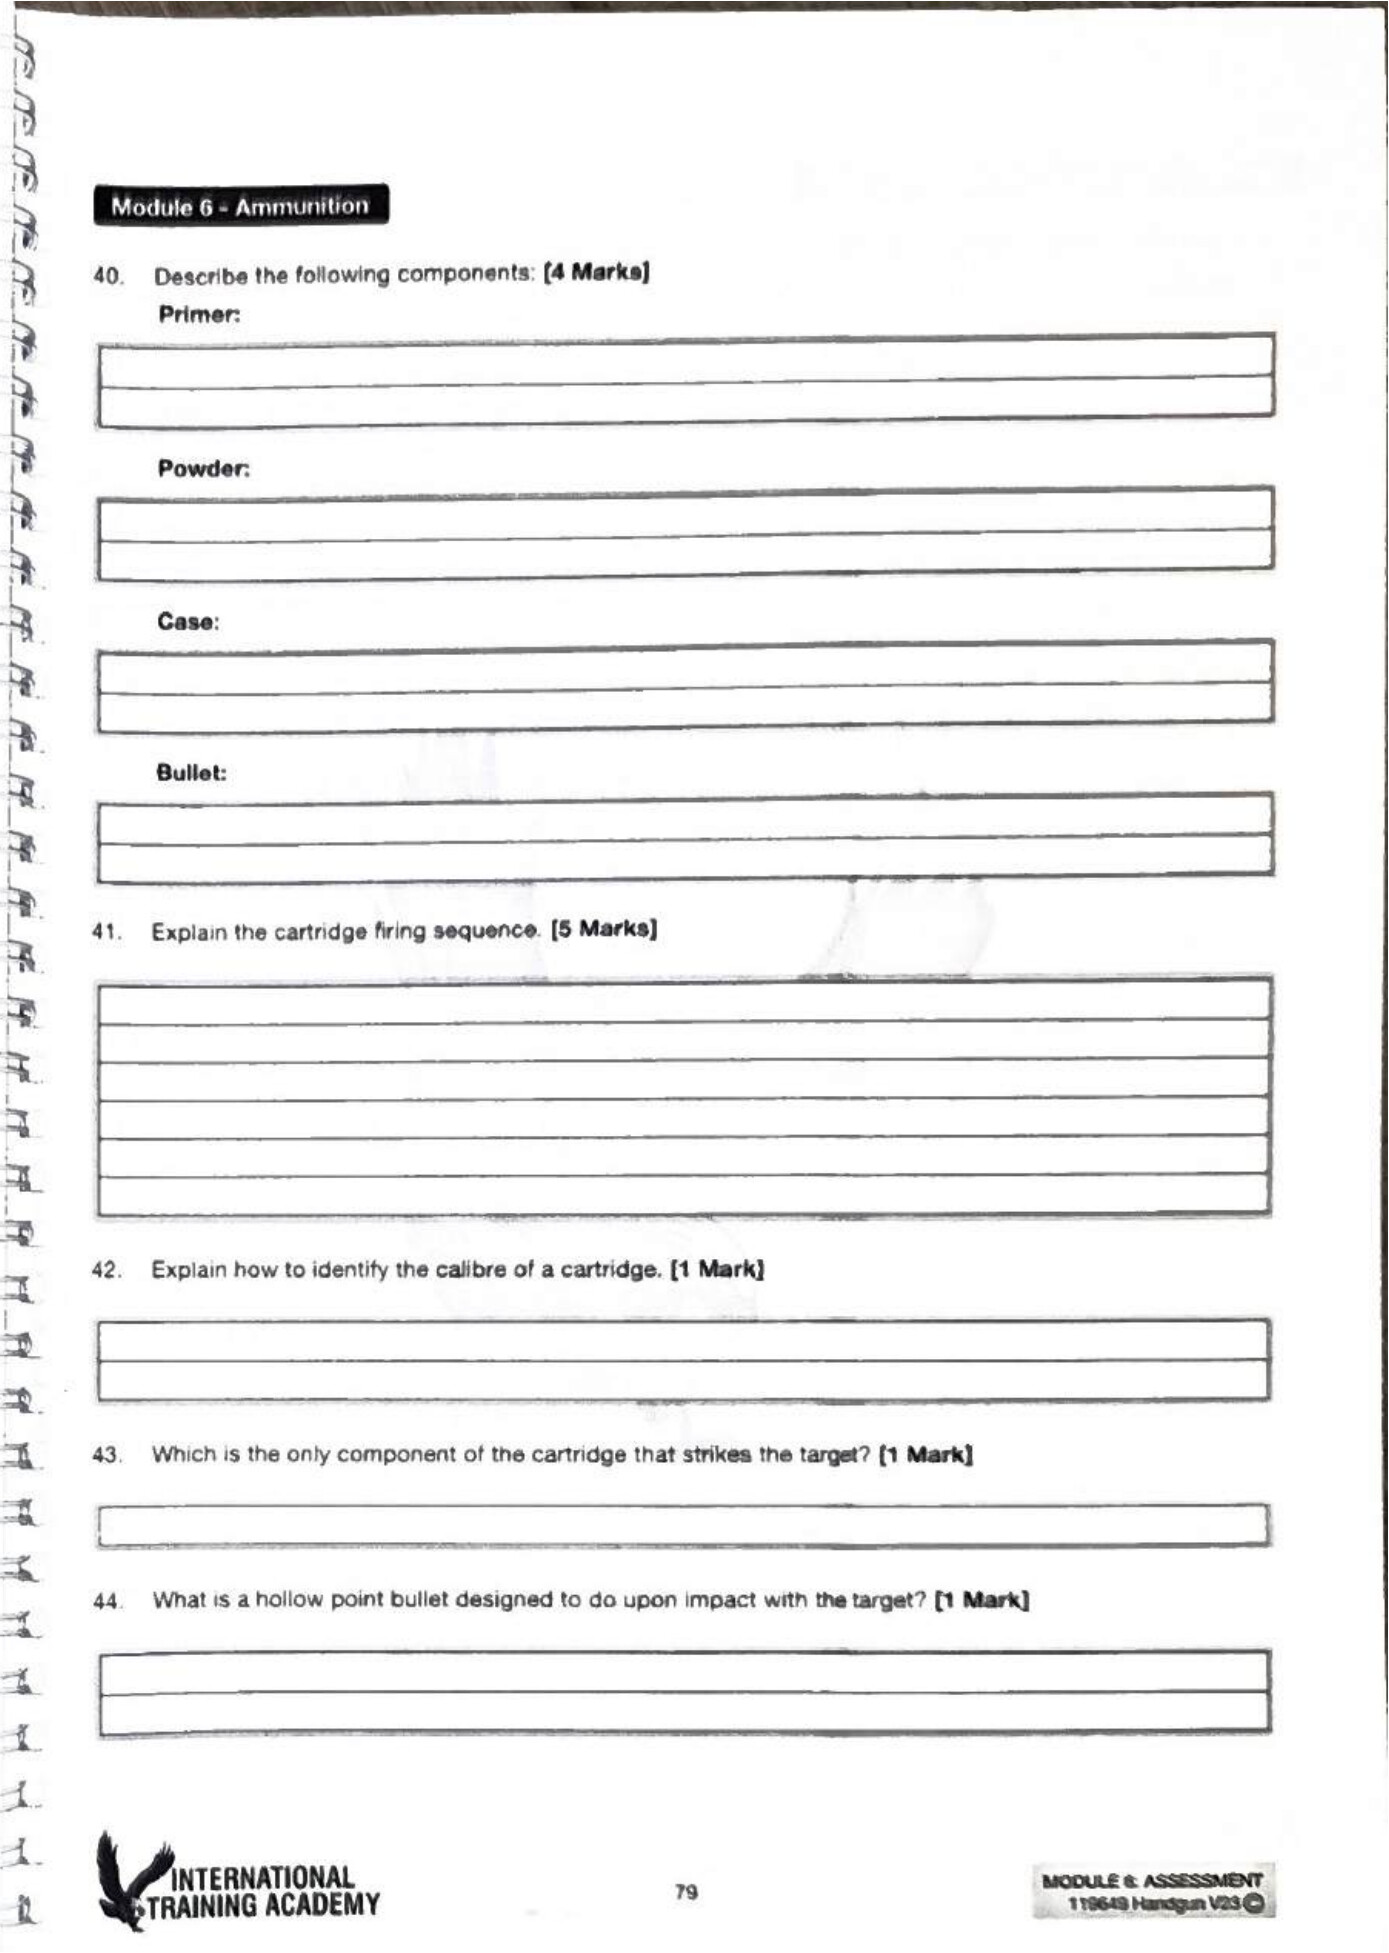 Module 6 - Ammunition
40. Describe the following components: [4 Marks]
Primer:
Powder:
Case:
Bullet:
41. Explain the cartridge firing sequence. [5 Marks]
42. Explain how to identify the calibre of a cartridge. [1 Mark]
43. Which is the only component of the cartridge that strikes the target? [1 Mark]
44. What is a hollow point bullet designed to do upon impact with the target? [1 Mark]
INTERNATIONAL
TRAINING ACADEMY
79
MODULE 6: ASSESSMENT
119649 Handgun V23©